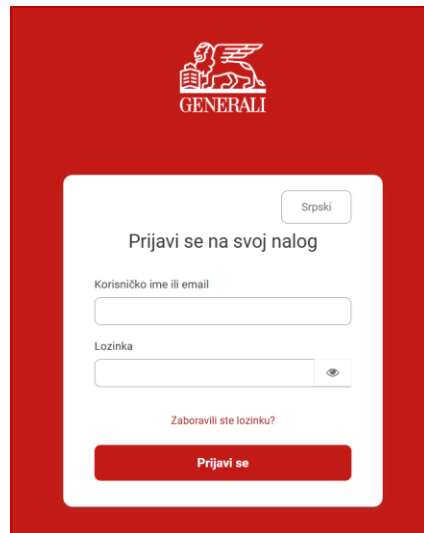 GENERALI
Srpski
Prijavi se na svoj nalog
Korisničko ime ili email
Lozinka
Zaboravili ste lozinku?
Prijavi se